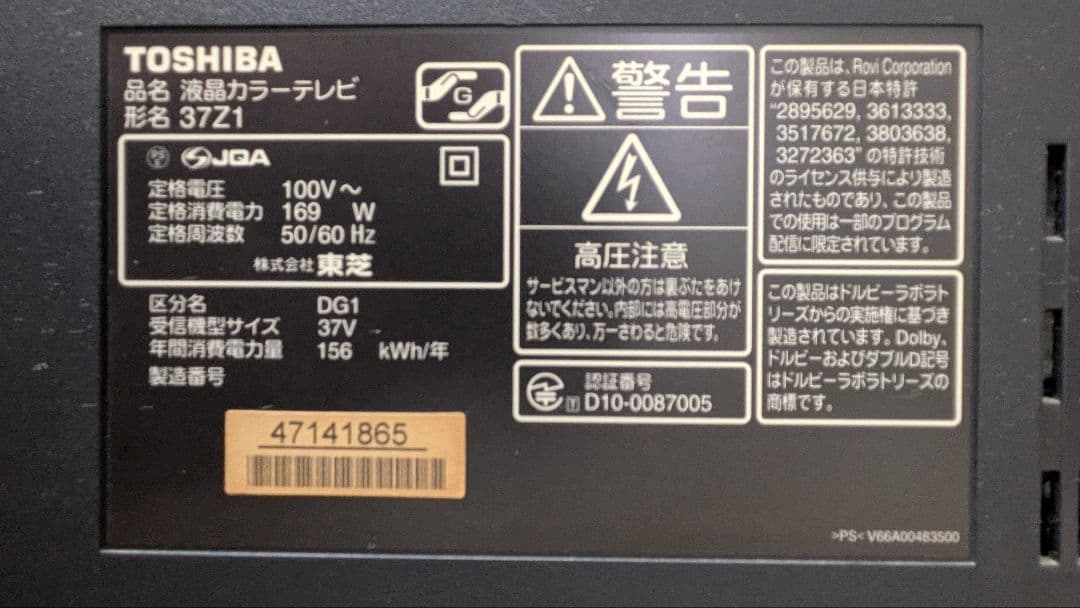 TOSHIBA
品名 液晶カラーテレビ
形名 37Z1
G
PS E JQA
定格電圧 100V～
定格消費電力 169 W
定格周波数 50/60 Hz
株式会社 東芝
区分名 DG1
受信機型サイズ 37V
年間消費電力量 156 kWh/年
製造番号
47141865
警告
高圧注意
サービスマン以外の方は裏ぶたをあけ
ないでください。内部には高電圧部分が
数多くあり、万一さわると危険です。
T
認証番号
D10-0087005
この製品は、Rovi Corporation
が保有する日本特許
"2895629, 3613333,
3517672, 3803638,
3272363" の特許技術
のライセンス供与により製造
されたものであり、この製品
での使用は一部のプログラム
配信に限定されています。
この製品はドルビーラボラト
リーズからの実施権に基づき
製造されています。Dolby、
ドルビーおよびダブルD記号
はドルビーラボラトリーズの
商標です。
>PS< V66A00483500